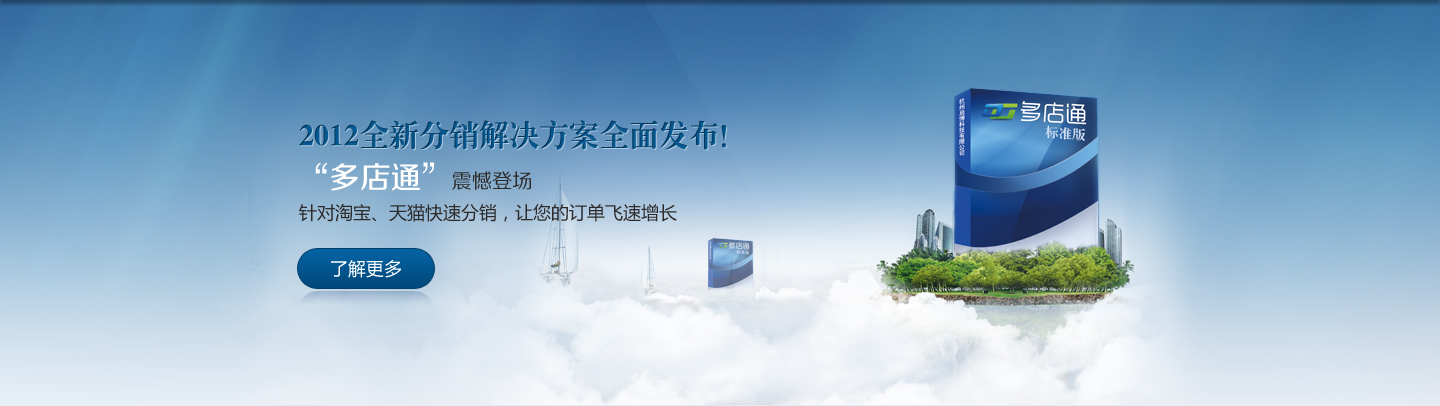 2012全新分销解决方案全面发布!
“多店通” 震憾登场
针对淘宝、天猫快速分销，让您的订单飞速增长
了解更多
多店通
标准版
杭州启博科技有限公司
多店通
标准版